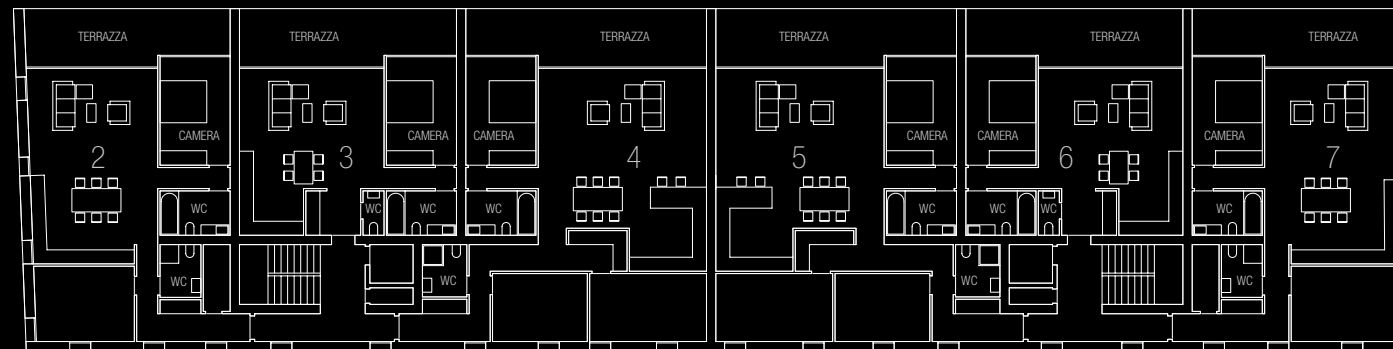 TERRAZZA TERRAZZA TERRAZZA TERRAZZA TERRAZZA TERRAZZA
CAMERA CAMERA CAMERA CAMERA CAMERA CAMERA
2 3 4 5 6 7
WC WC WC WC WC WC WC WC
WC WC WC WC